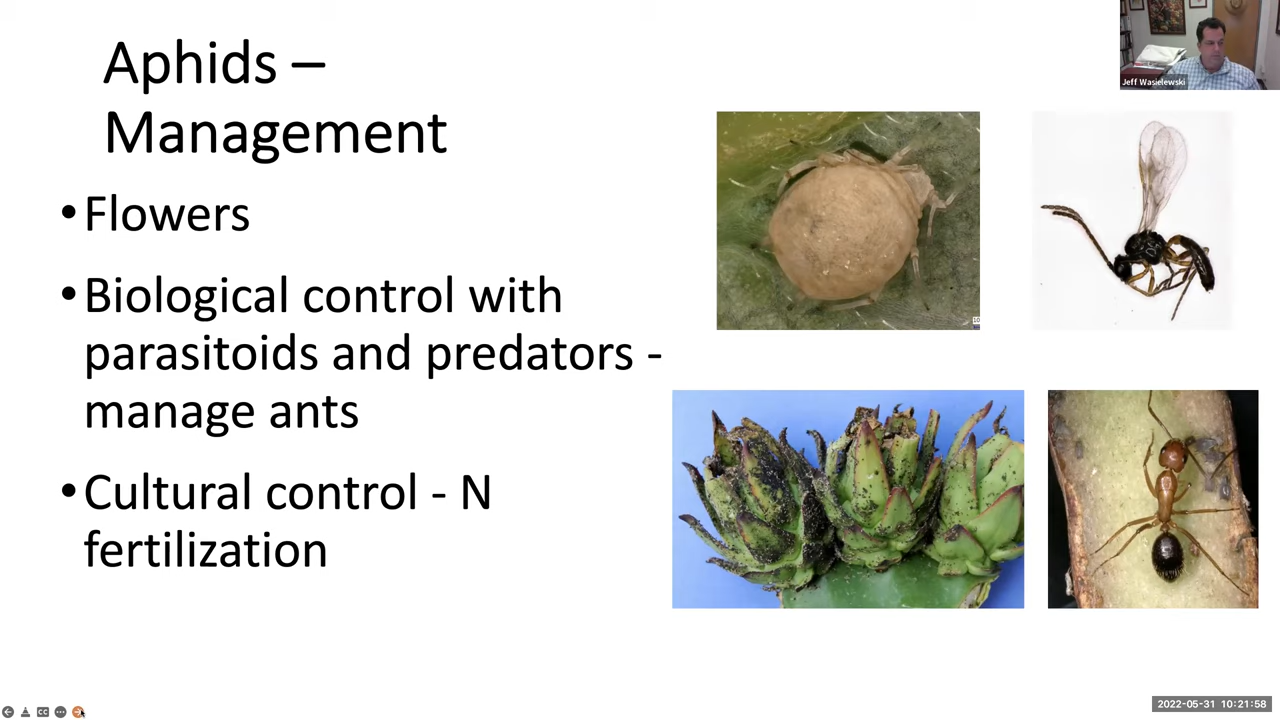 Aphids –
Management
Jeff Wasielewski
•Flowers
•Biological control with
parasitoids and predators -
manage ants
•Cultural control - N
fertilization
CC
2022-05-31 10:21:58